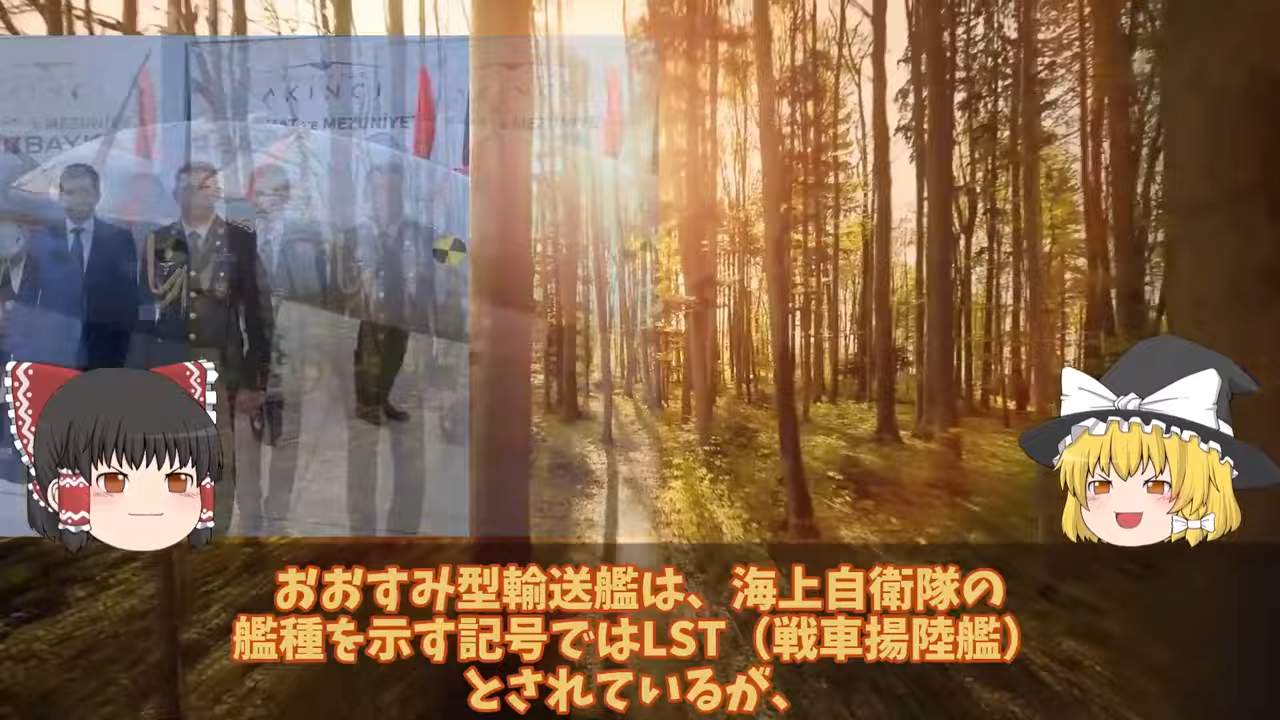 AKINCI
MEZUNİYET
おおすみ型輸送艦は、海上自衛隊の
艦種を示す記号ではLST（戦車揚陸艦）
とされているが、